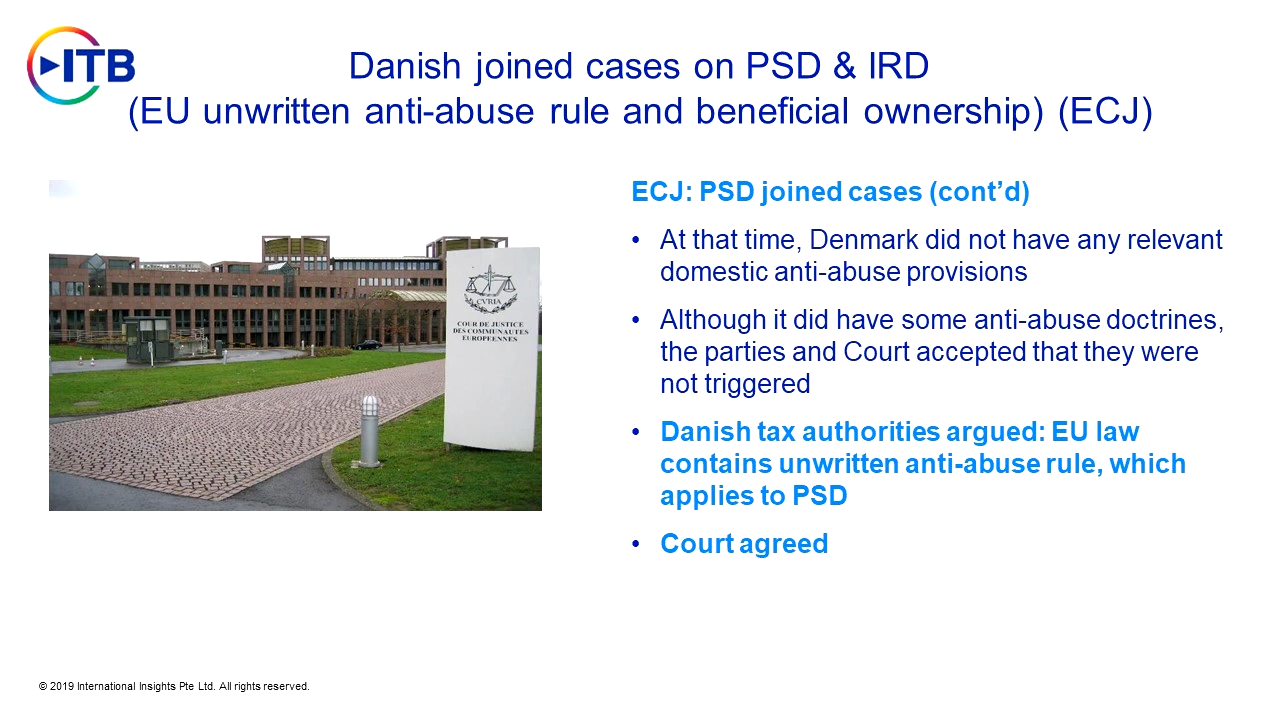 ITB
Danish joined cases on PSD & IRD
(EU unwritten anti-abuse rule and beneficial ownership) (ECJ)
CVRIA
COUR DE JUSTICE
DES COMMUNAUTES
EUROPEENNES
ECJ: PSD joined cases (cont’d)
• At that time, Denmark did not have any relevant
domestic anti-abuse provisions
• Although it did have some anti-abuse doctrines,
the parties and Court accepted that they were
not triggered
• Danish tax authorities argued: EU law
contains unwritten anti-abuse rule, which
applies to PSD
• Court agreed
© 2019 International Insights Pte Ltd. All rights reserved.